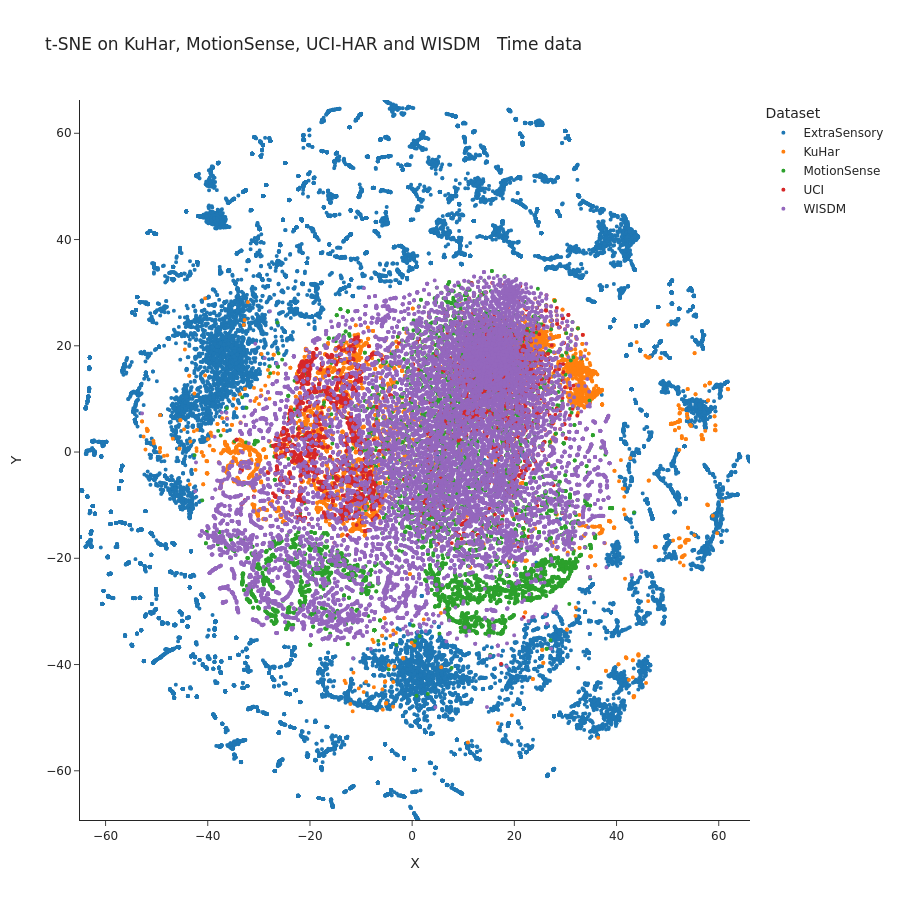 t-SNE on KuHar, MotionSense, UCI-HAR and WISDM   Time data
Dataset
ExtraSensory
KuHar
MotionSense
UCI
WISDM
60
40
20
0
−20
−40
−60
Y
−60
−40
−20
0
20
40
60
X